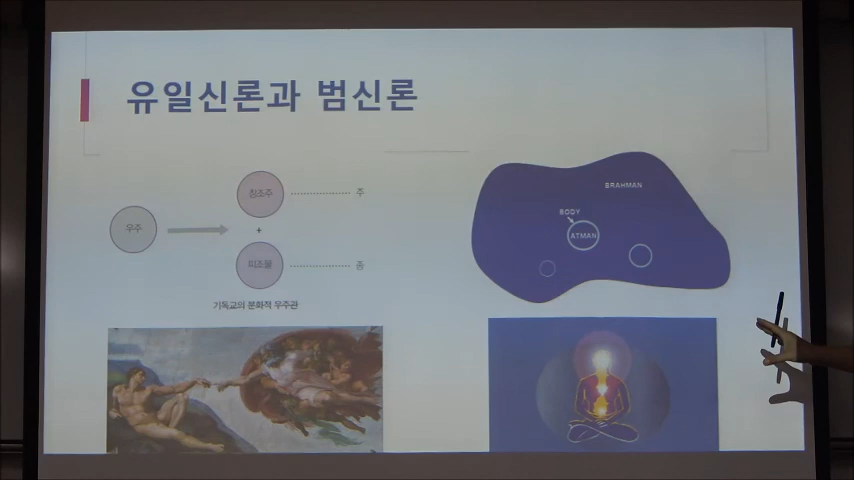 유일신론과 범신론
창조주
주
우주
+
피조물
종
기독교의 분화적 우주관
BRAHMAN
BODY
ATMAN